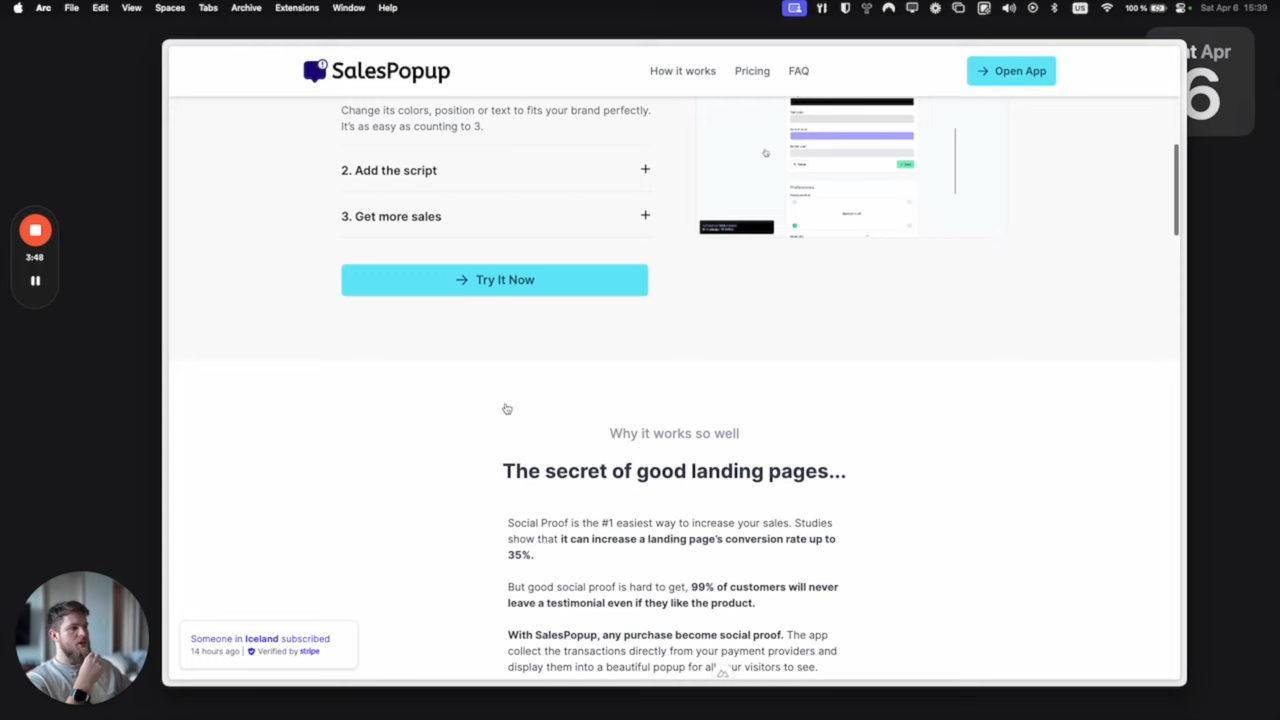 Arc File Edit View Spaces Tabs Archive Extensions Window Help
US 100 % Sat Apr 6 15:39
SalesPopup
How it works Pricing FAQ
→ Open App
t Apr
6
Change its colors, position or text to fits your brand perfectly.
It's as easy as counting to 3.
2. Add the script +
3. Get more sales +
→ Try It Now
Preferences
3:48
Why it works so well
The secret of good landing pages...
Social Proof is the #1 easiest way to increase your sales. Studies
show that it can increase a landing page's conversion rate up to
35%.
But good social proof is hard to get, 99% of customers will never
leave a testimonial even if they like the product.
With SalesPopup, any purchase become social proof. The app
collect the transactions directly from your payment providers and
display them into a beautiful popup for all ur visitors to see.
Someone in Iceland subscribed
14 hours ago | Verified by stripe